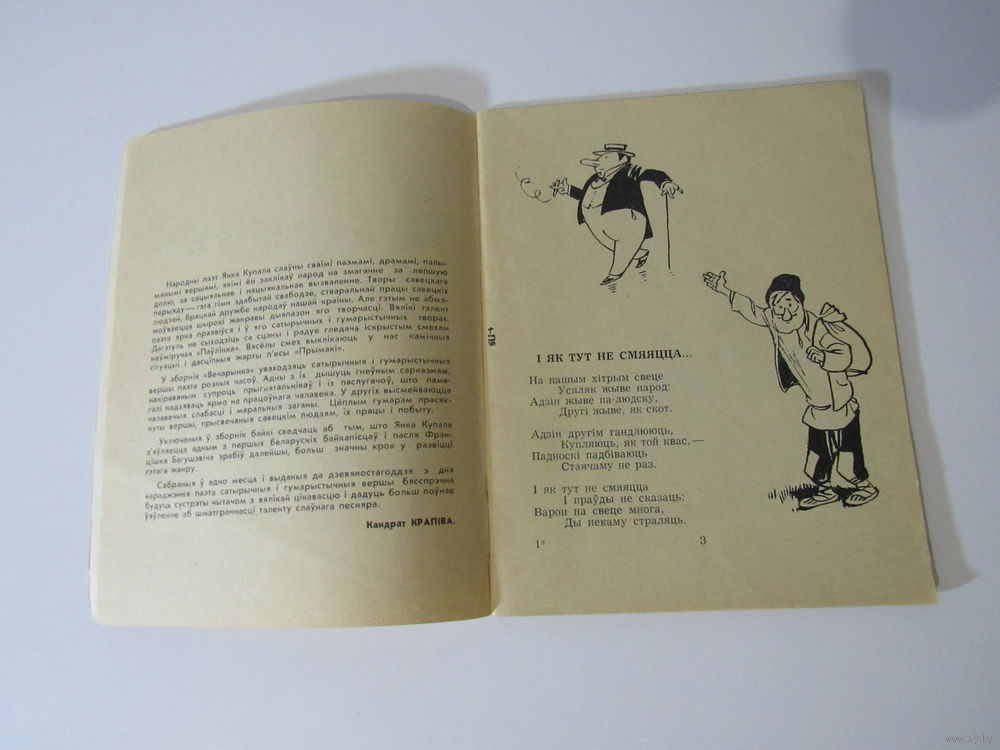 Народны паэт Янка Купала слаўны сваімі паэмамі, драмамі, палы-
мянымі вершамі, якімі ён заклікаў народ на змаганне за лепшую
долю, за сацыяльнае і нацыянальнае вызваленне. Творы савецкага
перыяду — гэта гімн здабытай свабодзе, стваральнай працы савецкіх
людзей, брацкай дружбе народаў нашай краіны. Але гэтым не абмя-
жоўваецца шырокі жанравы дыяпазон яго творчасці. Вялікі талент
паэта ярка праявіўся і ў яго сатырычных і гумарыстычных творах.
Дагэтуль не сыходзіць са сцэны і радуе гледача іскрыстым смехам
неўміручая «Паўлінка». Вясёлы смех выклікаюць у нас камічныя
сітуацыі і дасціпныя жарты п'есы «Прымакі».
У зборнік «Вечарынка» уваходзяць сатырычныя і гумарыстычныя
вершы паэта розных часоў. Адны з іх дышуць гнеўным сарказмам,
накіраваным супроць прыгнятальнікаў і іх паслугачоў, што пама-
галі надзяваць ярмо на працоўнага чалавека. У другіх высмейваюцца
чалавечыя слабасці і маральныя заганы. Цёплым гумарам прасяк-
нуты вершы, прысвечаныя савецкім людзям, іх працы і побыту.
Уключаныя ў зборнік байкі сведчаць аб тым, што Янка Купала
з'яўляецца адным з першых беларускіх байкапісцаў і пасля Фран-
цішка Багушэвіча зрабіў далейшы, больш значны крок у развіцці
гэтага жанру.
Сабраныя ў адно месца і выданыя да дзевяностагоддзя з дня
нараджэння паэта сатырычныя і гумарыстычныя вершы бясспрэчна
будуць сустрэты чытачом з вялікай цікавасцю і дадуць больш поўнае
ўяўленне аб шматграннасці таленту слаўнага песняра.
Кандрат КРАПІВА.
І ЯК ТУТ НЕ СМЯЯЦЦА...
На нашым хітрым свеце
Усяляк жыве народ:
Адзін жыве па-людску,
Другі жыве, як скот.
Адзін другім гандлююць,
Купляюць, як той квас,—
Падноскі падбіваюць
Стаячаму не раз.
І як тут не смяяцца
І праўды не сказаць:
Варон на свеце многа,
Ды некаму страляць.
1*
3
www.ay.by